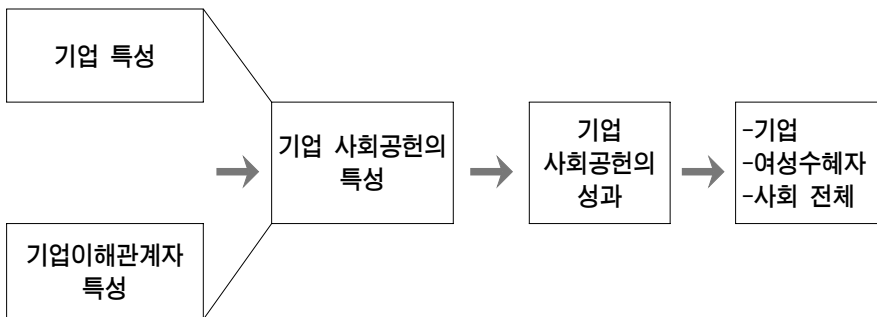 기업 특성
기업이해관계자
특성
기업 사회공헌의
특성
기업
사회공헌의
성과
-기업
-여성수혜자
-사회 전체